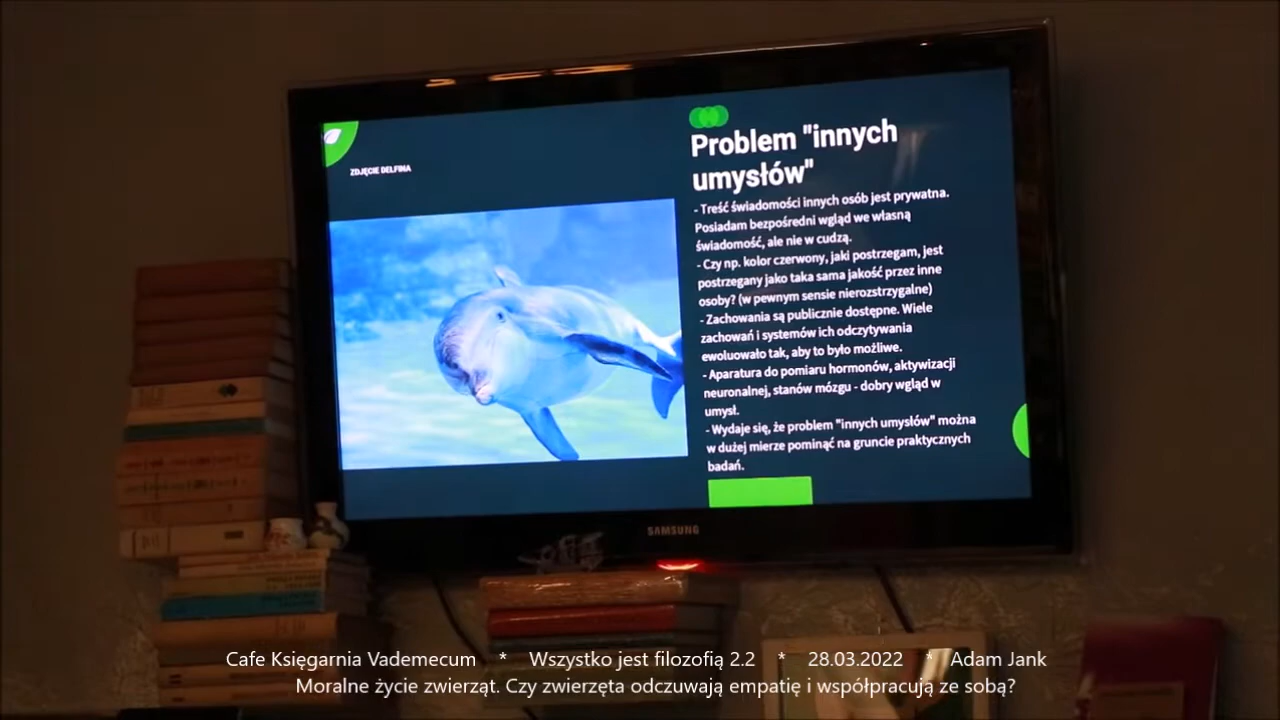 ZDJĘCIE DELFINA
Problem "innych
umysłów"
- Treść świadomości innych osób jest prywatna.
Posiadam bezpośredni wgląd we własną
świadomość, ale nie w cudzą.
- Czy np. kolor czerwony, jaki postrzegam, jest
postrzegany jako taka sama jakość przez inne
osoby? (w pewnym sensie nierozstrzygalne)
- Zachowania są publicznie dostępne. Wiele
zachowań i systemów ich odczytywania
ewoluowało tak, aby to było możliwe.
- Aparatura do pomiaru hormonów, aktywizacji
neuronalnej, stanów mózgu - dobry wgląd w
umysł.
- Wydaje się, że problem "innych umysłów" można
w dużej mierze pominąć na gruncie praktycznych
badań.
SAMSUNG
Cafe Księgarnia Vademecum * Wszystko jest filozofią 2.2 * 28.03.2022 * Adam Jank
Moralne życie zwierząt. Czy zwierzęta odczuwają empatię i współpracują ze sobą?